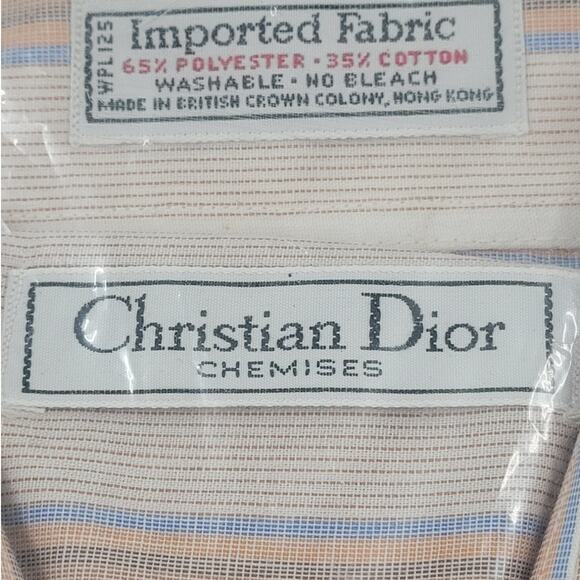 WPL125
Imported Fabric
65% POLYESTER · 35% COTTON
WASHABLE · NO BLEACH
MADE IN BRITISH CROWN COLONY, HONG KONG
Christian Dior
CHEMISES